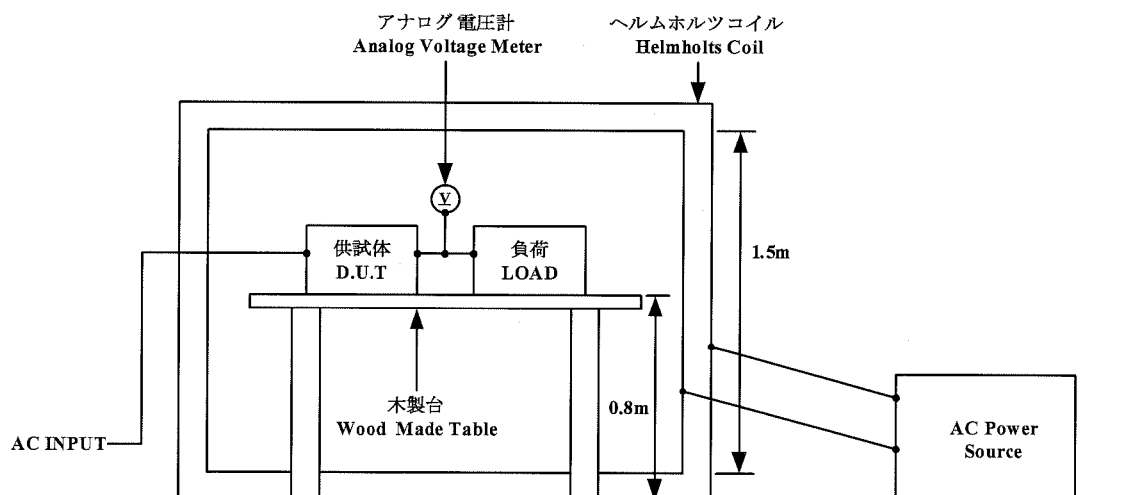 アナログ電圧計
Analog Voltage Meter
ヘルムホルツコイル
Helmholts Coil
V
供試体
D.U.T
負荷
LOAD
1.5m
木製台
Wood Made Table
0.8m
AC INPUT
AC Power
Source